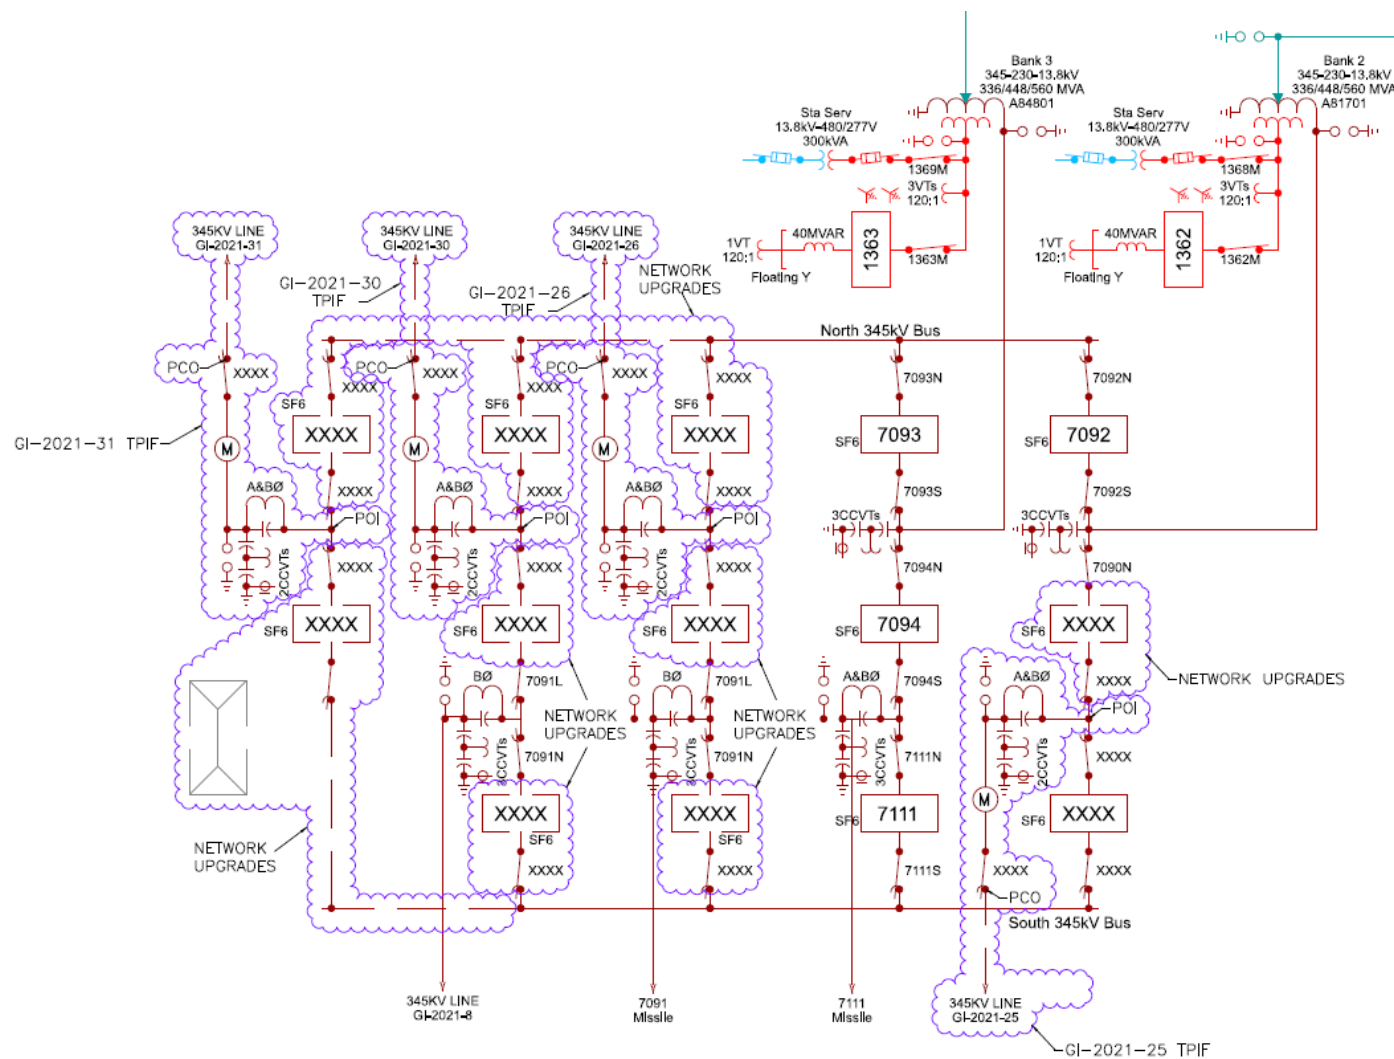 Bank 3
345-230-13.8kV
336/448/560 MVA
A84801
Bank 2
345-230-13.8kV
336/448/560 MVA
A81701
Sta Serv
13.8kV-480/277V
300kVA
Sta Serv
13.8kV-480/277V
300kVA
1369M
1368M
3VTs
120:1
3VTs
120:1
1VT
120:1
40MVAR
Floating Y
1363
1363M
1VT
120:1
40MVAR
Floating Y
1362
1362M
345KV LINE
GI-2021-31
345KV LINE
GI-2021-30
345KV LINE
GI-2021-26
GI-2021-30
TPIF
GI-2021-26
TPIF
NETWORK
UPGRADES
North 345kV Bus
PCO
XXXX
XXXX
PCO
XXXX
XXXX
PCO
XXXX
XXXX
7093N
7092N
SF6
XXXX
SF6
XXXX
SF6
XXXX
SF6
7093
SF6
7092
GI-2021-31 TPIF
M
M
M
A&BØ
XXXX
A&BØ
XXXX
A&BØ
XXXX
7093S
7092S
POI
POI
POI
3CCVTs
3CCVTs
2CCVTs
XXXX
2CCVTs
XXXX
2CCVTs
XXXX
7094N
7090N
SF6
XXXX
SF6
XXXX
SF6
XXXX
SF6
7094
SF6
XXXX
BØ
7091L
BØ
7091L
A&BØ
7094S
A&BØ
XXXX
NETWORK UPGRADES
POI
NETWORK
UPGRADES
NETWORK
UPGRADES
3CCVTs
7091N
3CCVTs
7091N
3CCVTs
7111N
2CCVTs
XXXX
M
XXXX
SF6
XXXX
SF6
SF6
7111
SF6
XXXX
NETWORK
UPGRADES
XXXX
XXXX
7111S
XXXX
XXXX
PCO
South 345kV Bus
345KV LINE
GI-2021-8
7091
Missile
7111
Missile
345KV LINE
GI-2021-25
GI-2021-25 TPIF